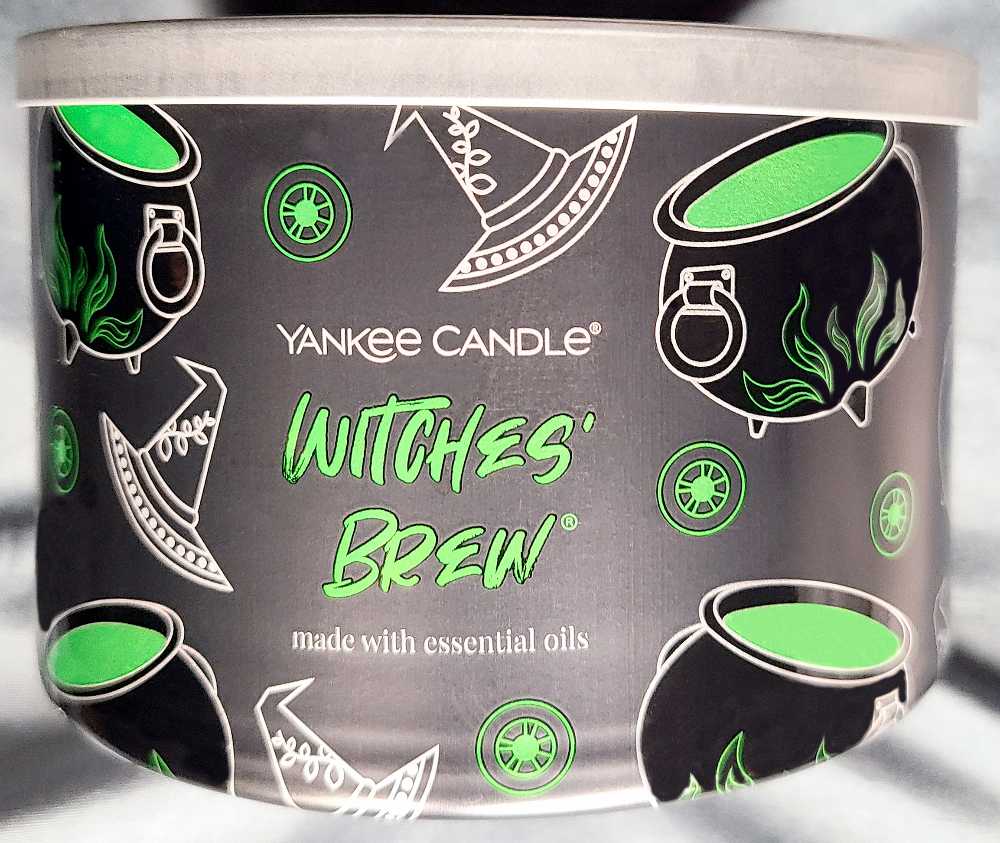 YANKEE CANDLE®
WITCHES'
BREW®
made with essential oils